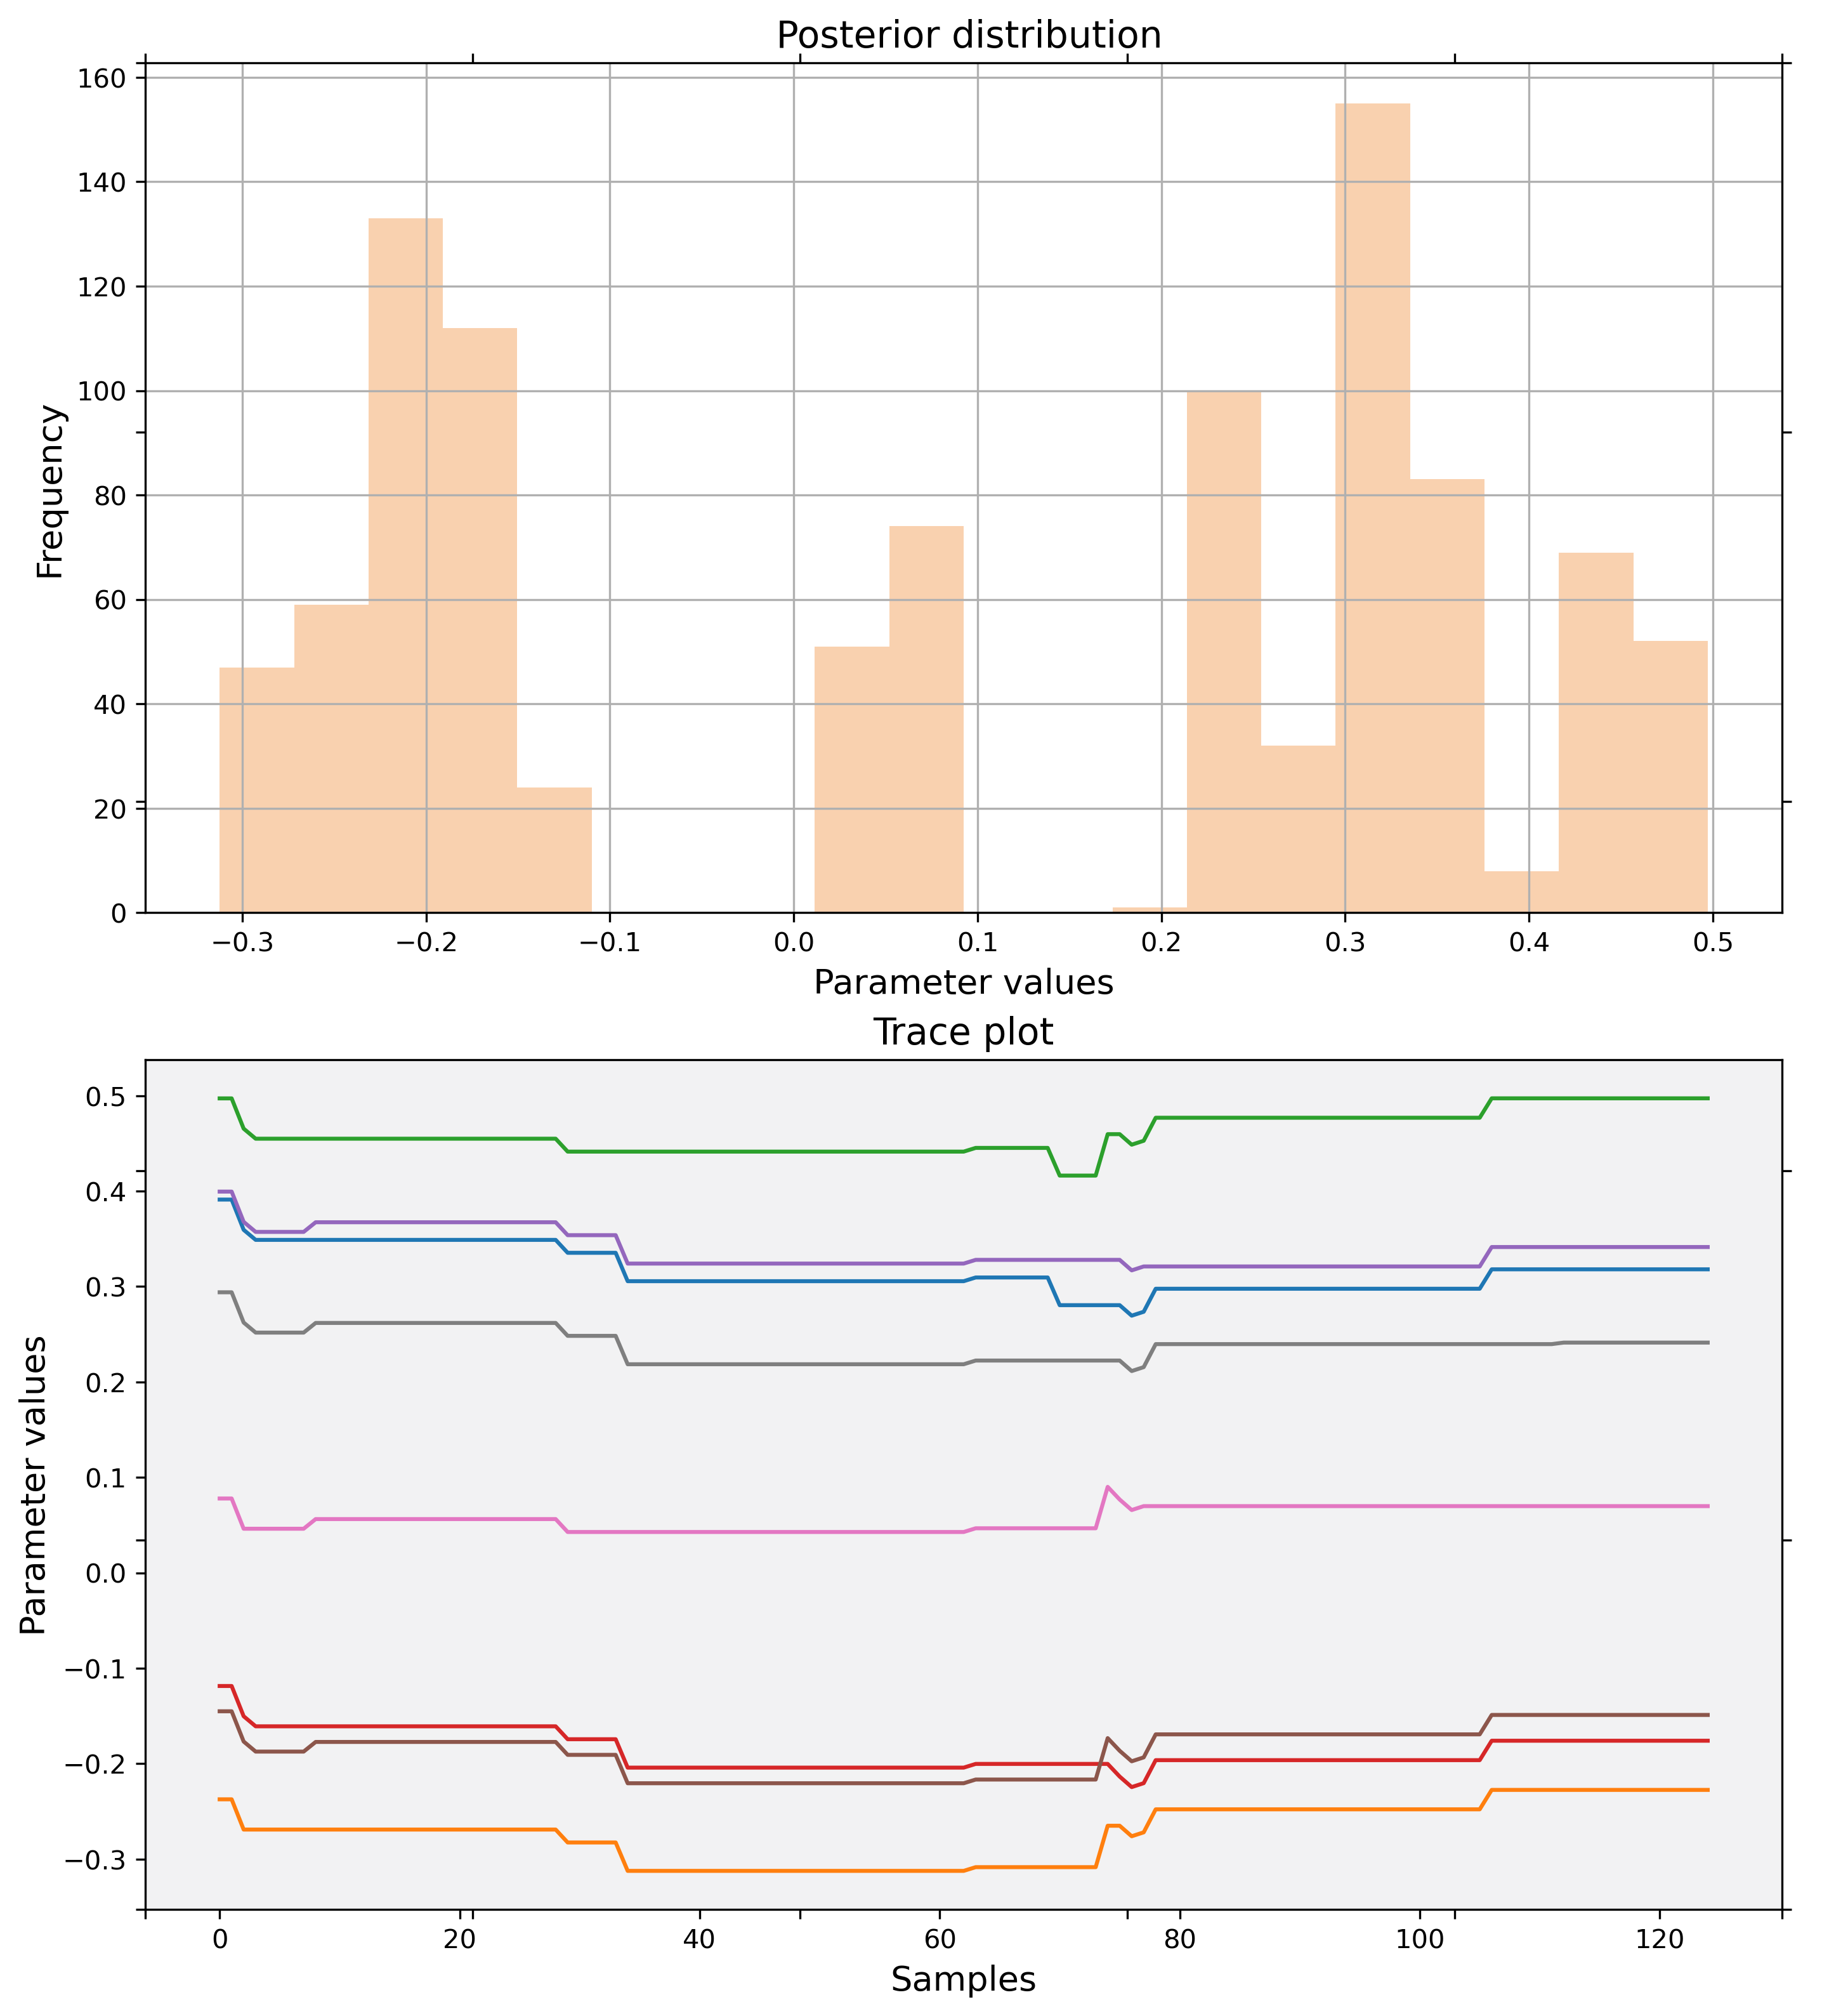 Posterior distribution
160
140
120
100
80
60
40
20
0
Frequency
−0.3 −0.2 −0.1 0.0 0.1 0.2 0.3 0.4 0.5
Parameter values
Trace plot
0.5
0.4
0.3
0.2
0.1
0.0
−0.1
−0.2
−0.3
Parameter values
0 20 40 60 80 100 120
Samples